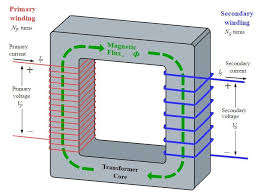 Primary
winding
Nₚ turns
Secondary
winding
Nₛ turns
Primary
current
Iₚ
+
Primary
voltage
Vₚ
−
Magnetic
Flux, Φ
Iₛ
Secondary
current
+
Secondary
voltage
Vₛ
−
Transformer
Core